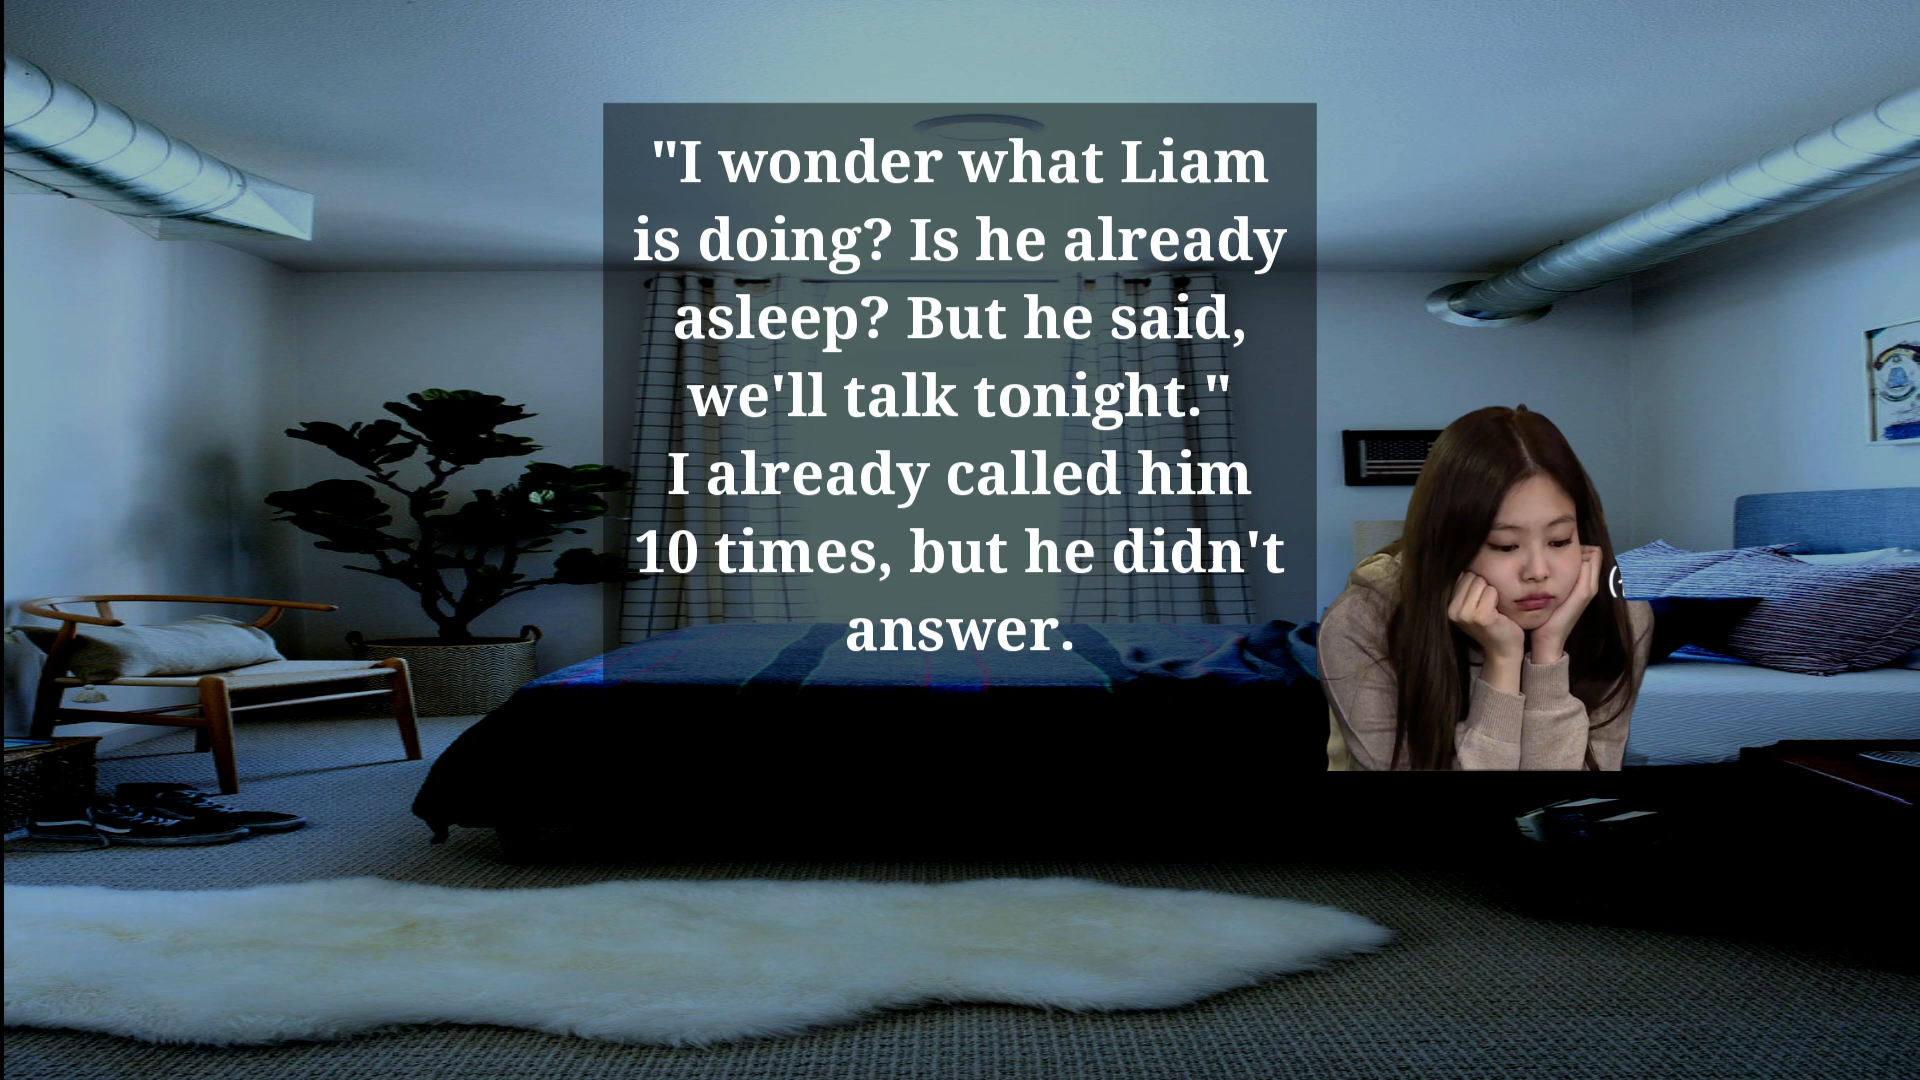 "I wonder what Liam
is doing? Is he already
asleep? But he said,
we'll talk tonight."
I already called him
10 times, but he didn't
answer.